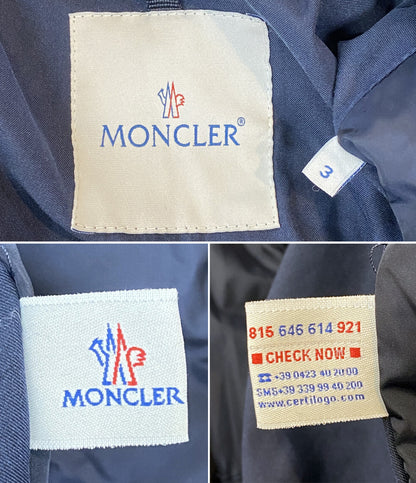 MONCLER®
3
MONCLER
815 646 614 921
CHECK NOW
+39 0423 40 20 00
SMS+39 339 99 40 200
www.certilogo.com